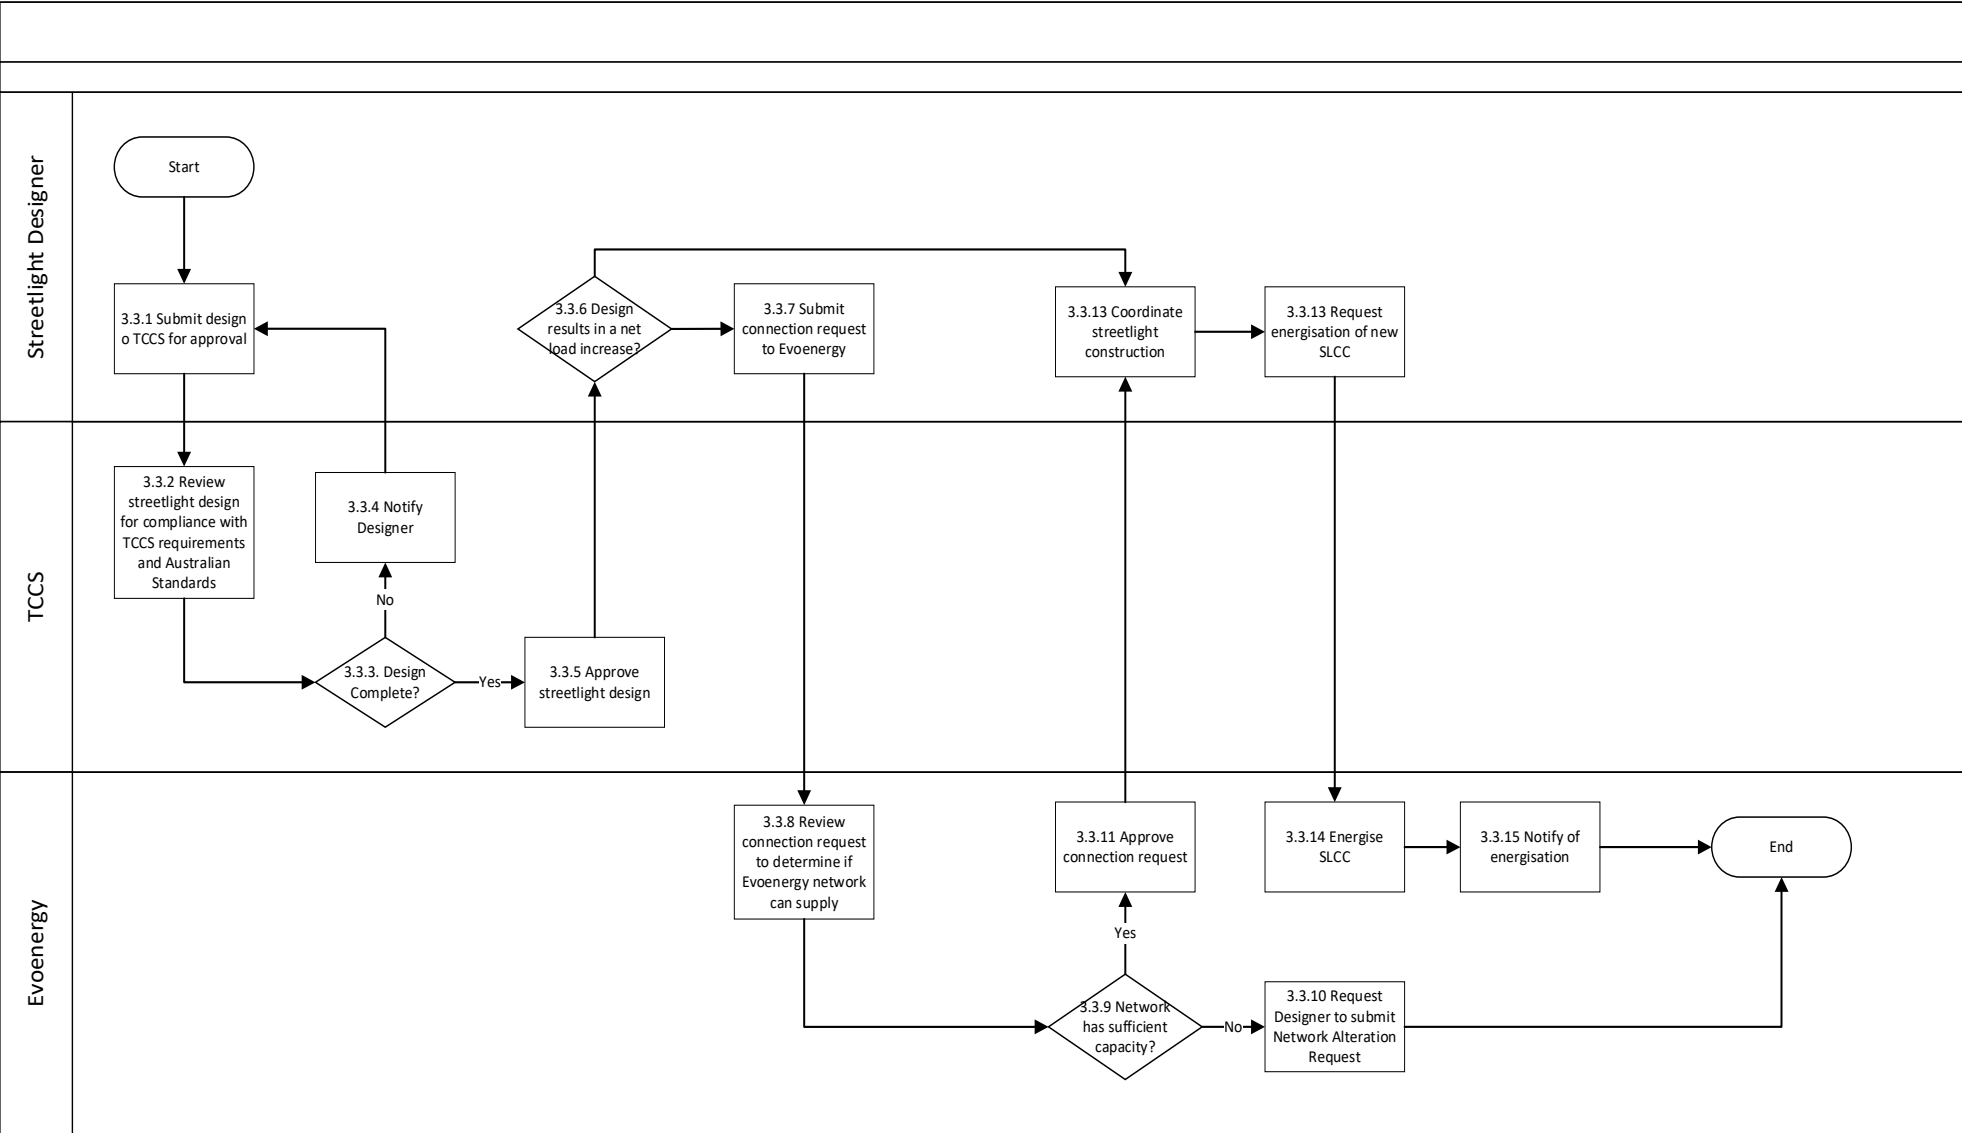 Streetlight Designer
Start
3.3.1 Submit design
o TCCS for approval
3.3.6 Design
results in a net
load increase?
3.3.7 Submit
connection request
to Evoenergy
3.3.13 Coordinate
streetlight
construction
3.3.13 Request
energisation of new
SLCC
TCCS
3.3.2 Review
streetlight design
for compliance with
TCCS requirements
and Australian
Standards
3.3.4 Notify
Designer
No
3.3.3. Design
Complete?
Yes
3.3.5 Approve
streetlight design
Evoenergy
3.3.8 Review
connection request
to determine if
Evoenergy network
can supply
3.3.11 Approve
connection request
3.3.14 Energise
SLCC
3.3.15 Notify of
energisation
End
Yes
3.3.9 Network
has sufficient
capacity?
No
3.3.10 Request
Designer to submit
Network Alteration
Request